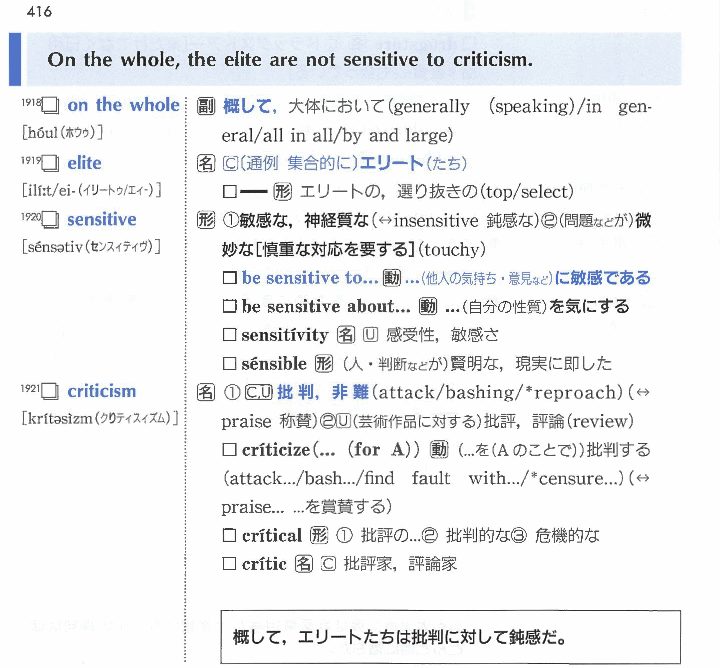 416
On the whole, the elite are not sensitive to criticism.
1918 □ on the whole 副 概して，大体において(generally (speaking)/in gen-
[hóul(ホウゥ)] eral/all in all/by and large)
1919 □ elite 名 C(通例 集合的に)エリート(たち)
[ilíːt/ei-(イリートゥ/エィ-)] □━ 形 エリートの，選り抜きの(top/select)
1920 □ sensitive 形 ①敏感な，神経質な(↔insensitive 鈍感な)②(問題などが)微
[sénsətiv(センスィティヴ)] 妙な[慎重な対応を要する](touchy)
□ be sensitive to... 動 ...(他人の気持ち・意見など)に敏感である
□ be sensitive about... 動 ...(自分の性質)を気にする
□ sensitívity 名 U 感受性，敏感さ
□ sénsible 形 (人・判断などが)賢明な，現実に即した
1921 □ criticism 名 ①C,U批判，非難(attack/bashing/*reproach)(↔
[krítəsìzm(クリティスィズム)] praise 称賛)②U(芸術作品に対する)批評，評論(review)
□ críticize(... (for A)) 動 (...を(Aのことで))批判する
(attack.../bash.../find fault with.../*censure...)(↔
praise... ...を賞賛する)
□ crítical 形 ① 批評の...② 批判的な③ 危機的な
□ crític 名 C 批評家，評論家
概して，エリートたちは批判に対して鈍感だ。